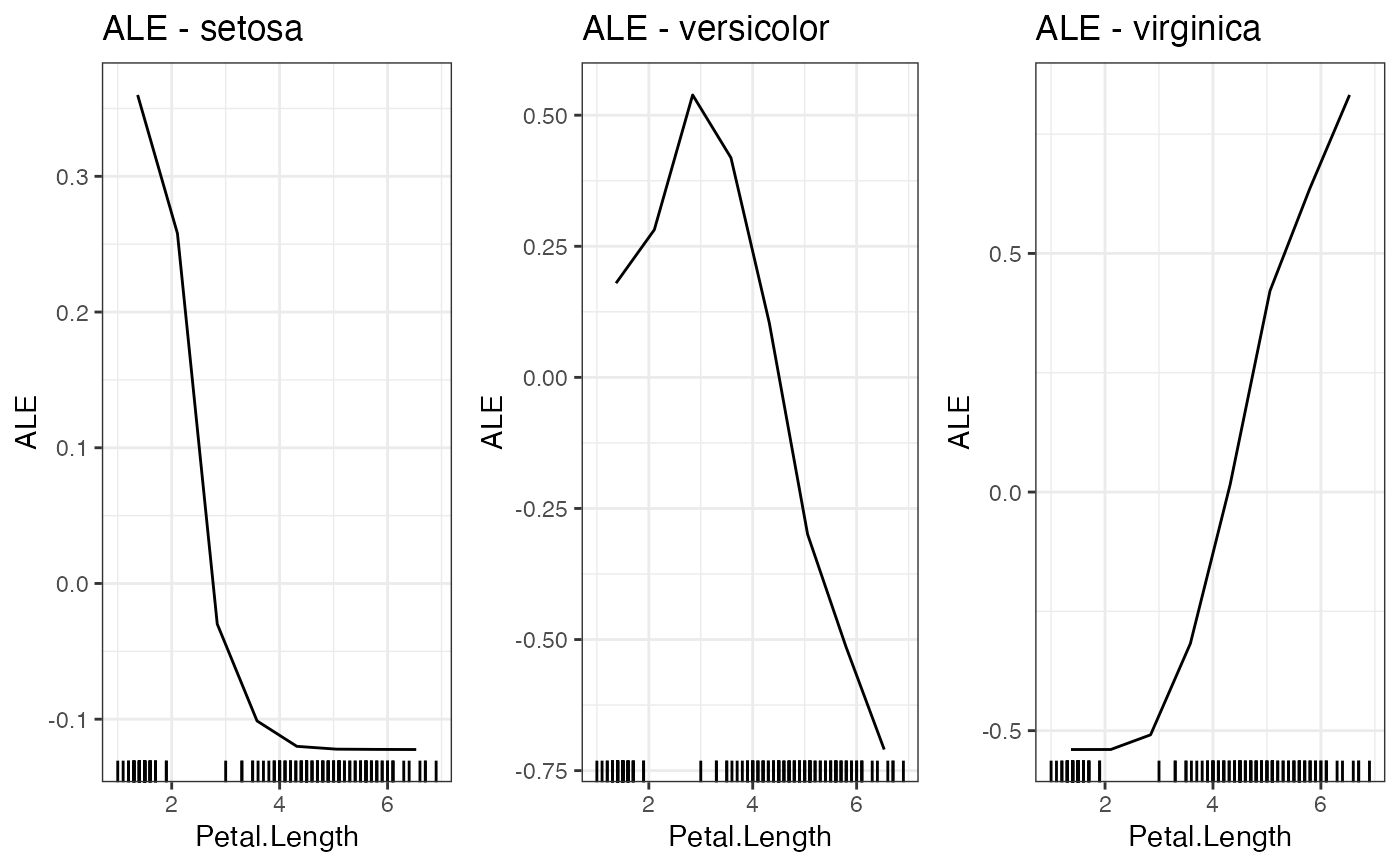 ALE - setosa
ALE
0.3
0.2
0.1
0.0
-0.1
2 4 6
Petal.Length
ALE - versicolor
ALE
0.50
0.25
0.00
-0.25
-0.50
-0.75
2 4 6
Petal.Length
ALE - virginica
ALE
0.5
0.0
-0.5
2 4 6
Petal.Length